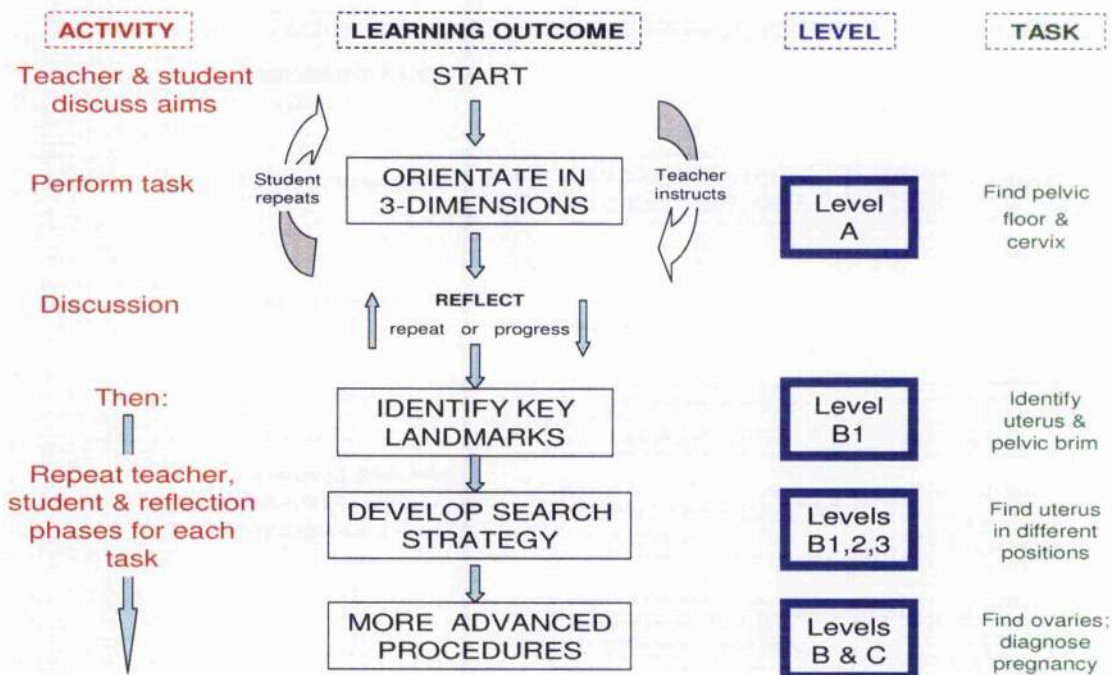 ACTIVITY
LEARNING OUTCOME
LEVEL
TASK
Teacher & student
discuss aims
START
Perform task
Student
repeats
ORIENTATE IN
3-DIMENSIONS
Teacher
instructs
Level
A
Find pelvic
floor &
cervix
Discussion
REFLECT
repeat or progress
Then:
IDENTIFY KEY
LANDMARKS
Level
B1
Identify
uterus &
pelvic brim
Repeat teacher,
student & reflection
phases for each
task
DEVELOP SEARCH
STRATEGY
Levels
B1,2,3
Find uterus
in different
positions
MORE ADVANCED
PROCEDURES
Levels
B & C
Find ovaries;
diagnose
pregnancy